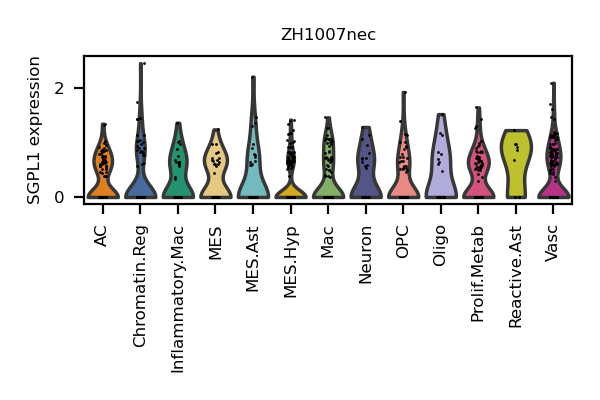 ZH1007nec
SGPL1 expression
2
0
AC
Chromatin.Reg
Inflammatory.Mac
MES
MES.Ast
MES.Hyp
Mac
Neuron
OPC
Oligo
Prolif.Metab
Reactive.Ast
Vasc